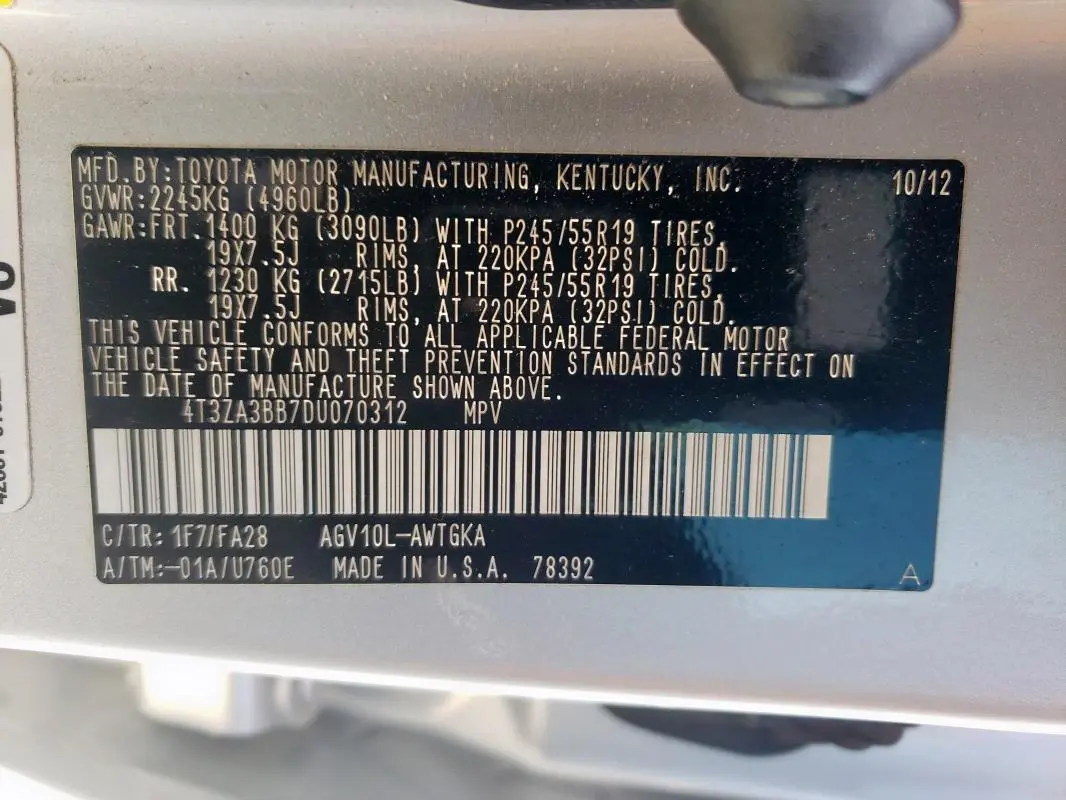 MFD.BY:TOYOTA MOTOR MANUFACTURING, KENTUCKY, INC. 10/12
GVWR:2245KG (4960LB)
GAWR:FRT.1400 KG (3090LB) WITH P245/55R19 TIRES,
19X7.5J RIMS, AT 220KPA (32PSI) COLD.
RR. 1230 KG (2715LB) WITH P245/55R19 TIRES,
19X7.5J RIMS, AT 220KPA (32PSI) COLD.
THIS VEHICLE CONFORMS TO ALL APPLICABLE FEDERAL MOTOR
VEHICLE SAFETY AND THEFT PREVENTION STANDARDS IN EFFECT ON
THE DATE OF MANUFACTURE SHOWN ABOVE.
4T3ZA3BB7DU070312 MPV
C/TR: 1F7/FA28 AGV10L-AWTGKA
A/TM:-01A/U760E MADE IN U.S.A. 78392
A